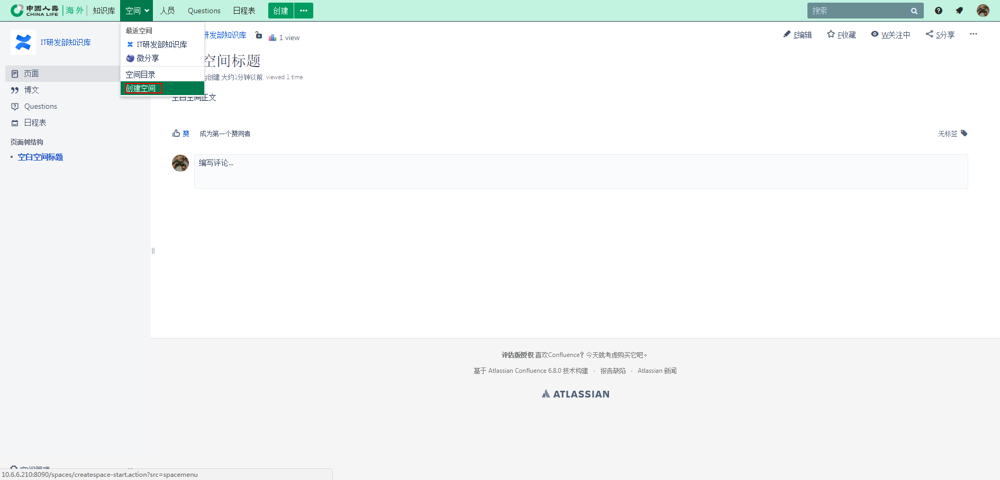 中國人壽 CHINA LIFE 海外 知识库 空间 人员 Questions 日程表 创建 ··· 搜索
最近空间
IT研发部知识库
微分享
空间目录
创建空间
IT研发部知识库
页面
博文
Questions
日程表
页面树结构
• 空白空间标题
研发部知识库 1 view
E编辑 F收藏 W关注中 S分享 ···
空间标题
g创建 大约1分钟以前, viewed 1 time
空白空间正文
赞 成为第一个赞同者
无标签
编写评论...
评估版授权 喜欢Confluence? 今天就考虑购买它吧。
基于 Atlassian Confluence 6.8.0 技术构建 · 报告缺陷 · Atlassian 新闻
ATLASSIAN
空间管理
10.6.6.210:8090/spaces/createspace-start.action?src=spacemenu